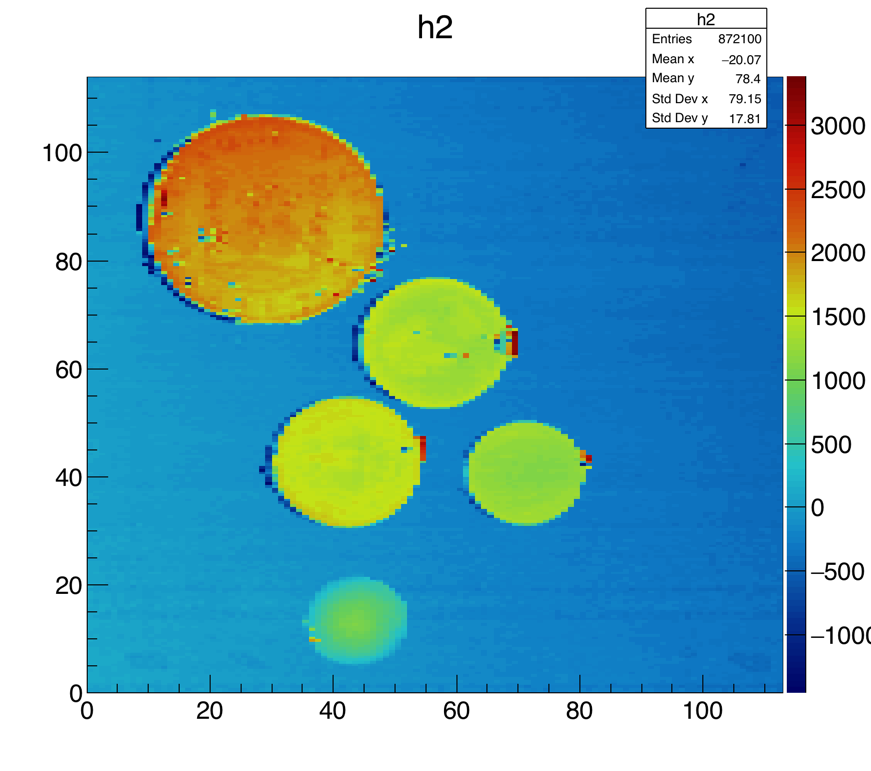 h2
h2
Entries 872100
Mean x −20.07
Mean y 78.4
Std Dev x 79.15
Std Dev y 17.81
100
80
60
40
20
0
0 20 40 60 80 100
3000
2500
2000
1500
1000
500
0
−500
−1000